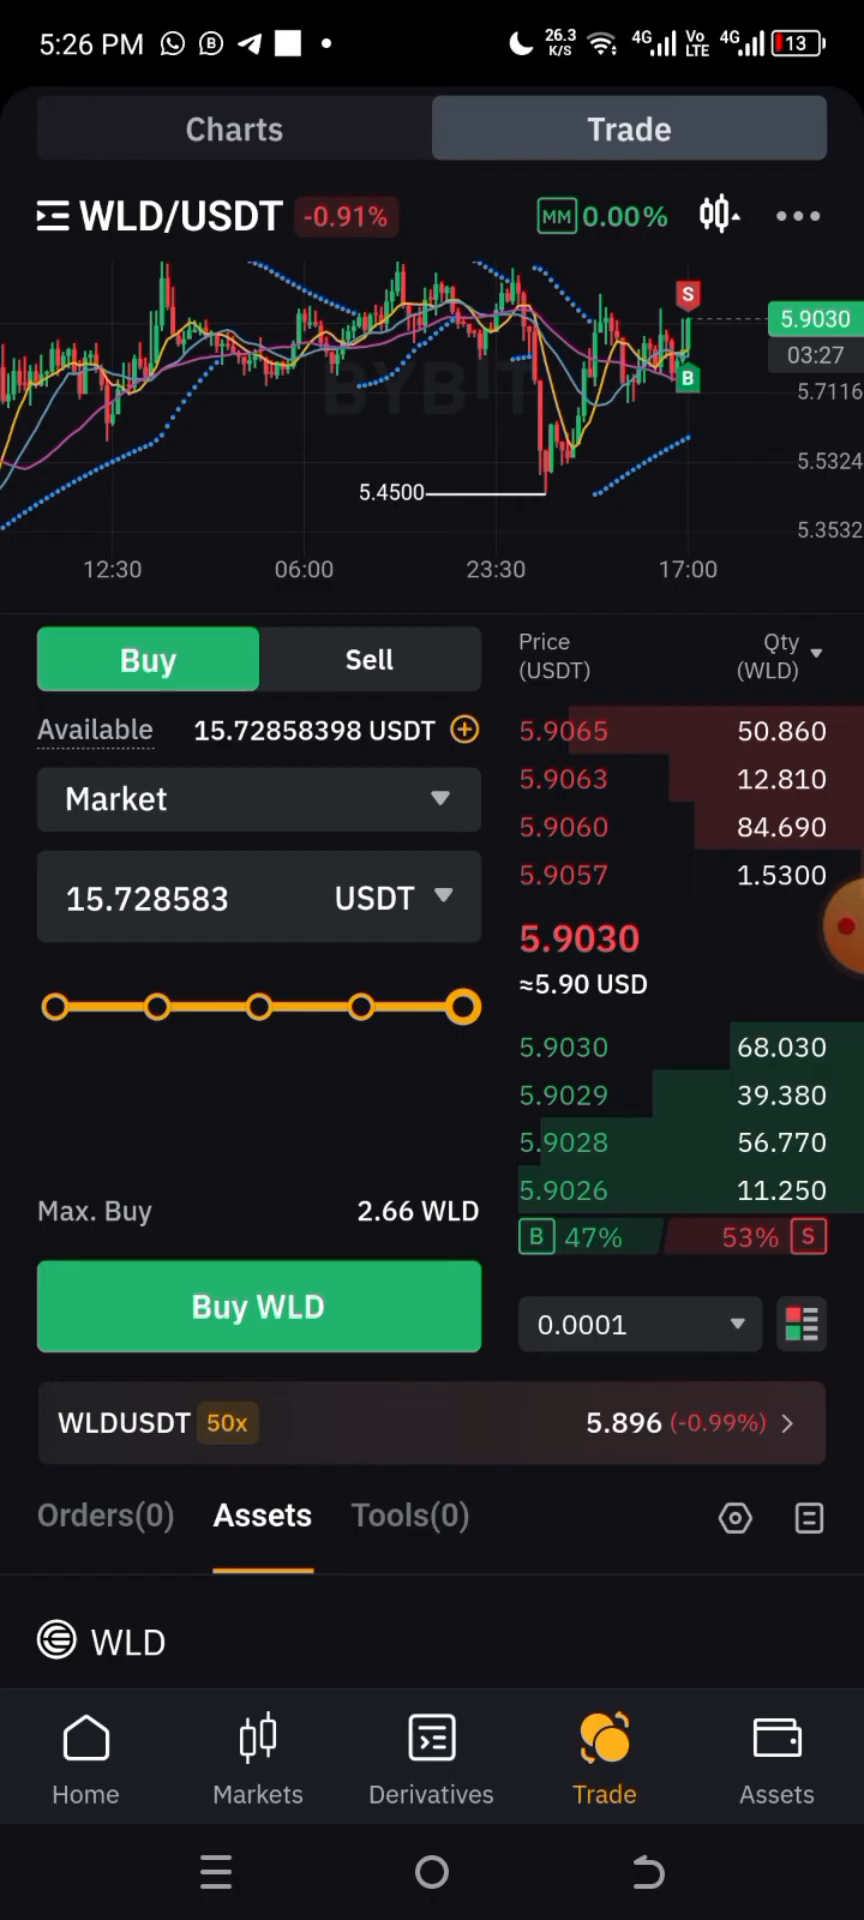 5:26 PM 26.3 K/S 4G Vo LTE 4G 13
Charts Trade
WLD/USDT -0.91% MM 0.00%
S
5.9030
03:27
BYBIT
B
5.7116
5.5324
5.4500
5.3532
12:30 06:00 23:30 17:00
Buy Sell
Available 15.72858398 USDT
Market
15.728583 USDT
Max. Buy 2.66 WLD
Buy WLD
Price (USDT) Qty (WLD)
5.9065 50.860
5.9063 12.810
5.9060 84.690
5.9057 1.5300
5.9030
≈5.90 USD
5.9030 68.030
5.9029 39.380
5.9028 56.770
5.9026 11.250
B 47% 53% S
0.0001
WLDUSDT 50x 5.896 (-0.99%)
Orders(0) Assets Tools(0)
WLD
Home Markets Derivatives Trade Assets